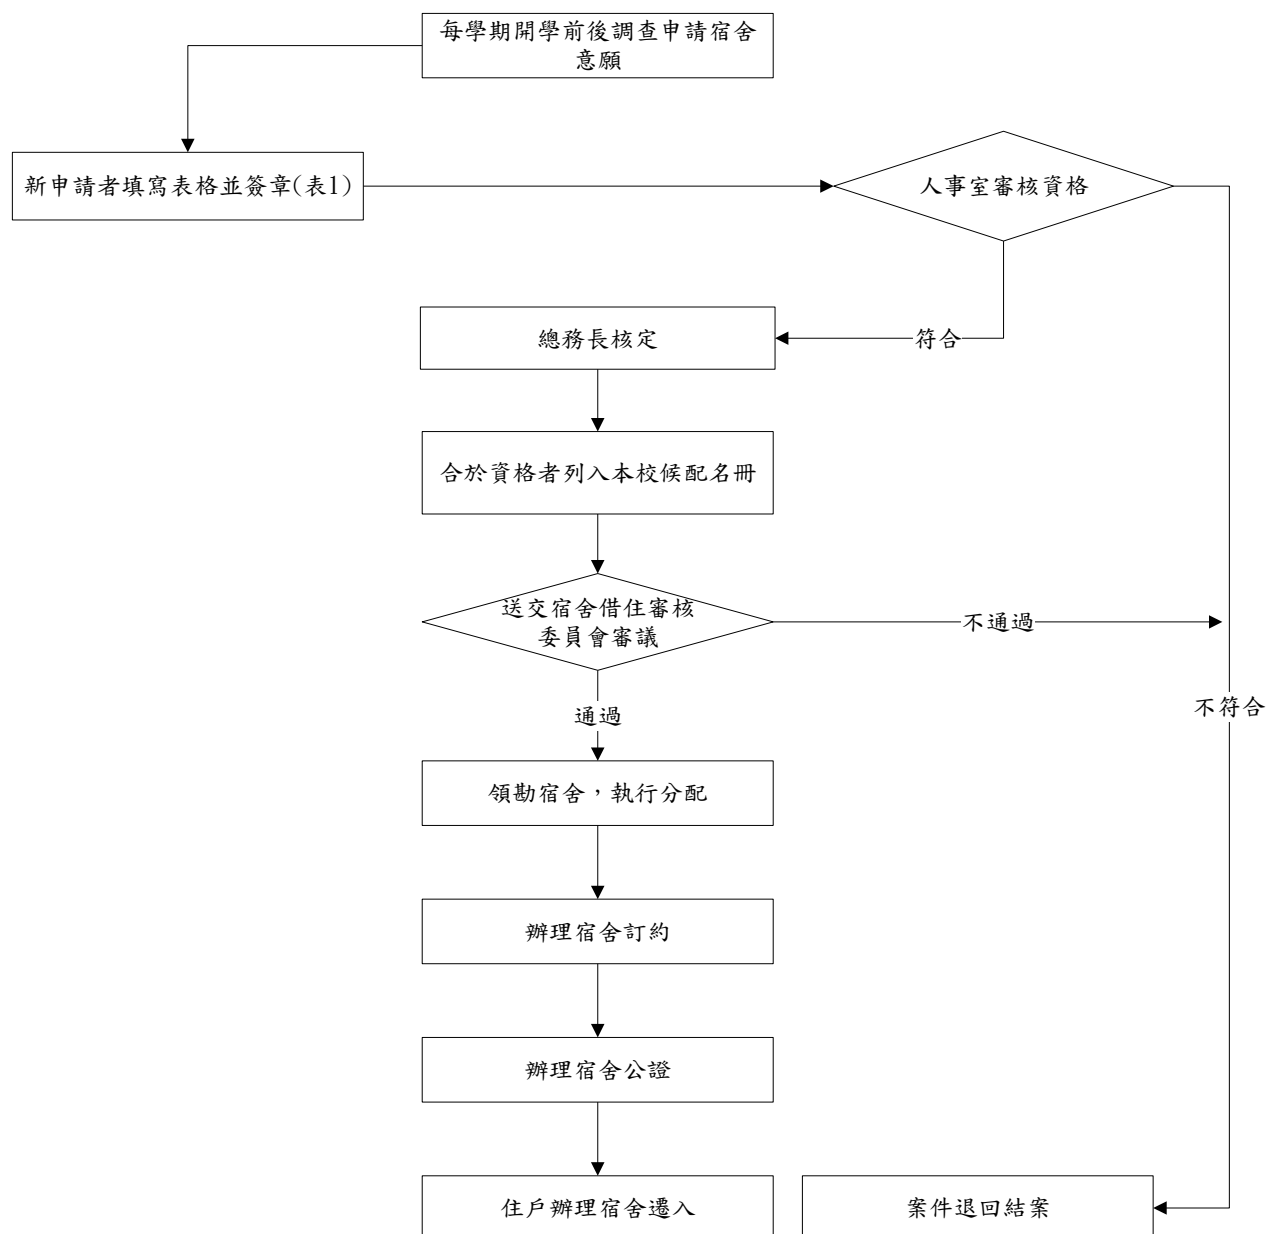 每學期開學前後調查申請宿舍
意願
新申請者填寫表格並簽章(表1)
人事室審核資格
總務長核定
符合
合於資格者列入本校候配名冊
送交宿舍借住審核
委員會審議
不通過
不符合
通過
領勘宿舍，執行分配
辦理宿舍訂約
辦理宿舍公證
住戶辦理宿舍遷入
案件退回結案